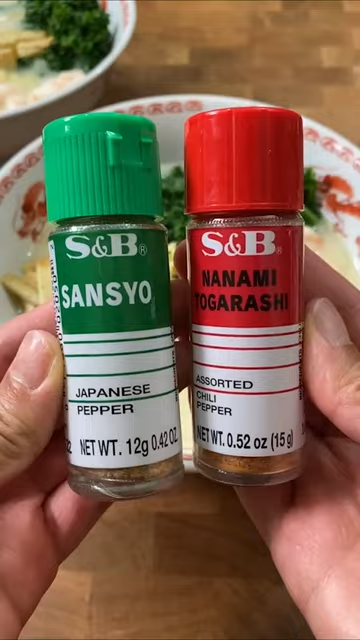 S&B®
SANSYO
JAPANESE
PEPPER
NET WT. 12g 0.42 OZ
S&B®
NANAMI
TOGARASHI
ASSORTED
CHILI
PEPPER
NET WT. 0.52 oz (15g)